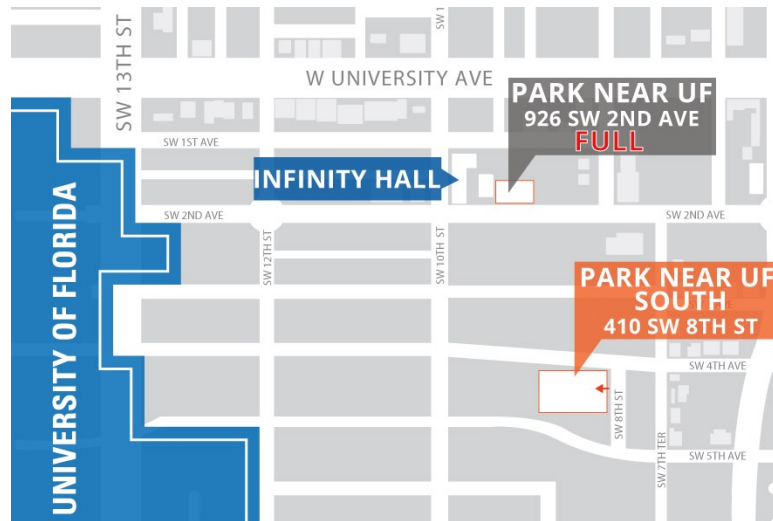 SW 13TH ST
SW 1
W UNIVERSITY AVE
PARK NEAR UF
926 SW 2ND AVE
FULL
SW 1ST AVE
INFINITY HALL
SW 2ND AVE
SW 2ND AVE
SW 12TH ST
SW 10TH ST
UNIVERSITY OF FLORIDA
PARK NEAR UF
SOUTH
410 SW 8TH ST
SW 4TH AVE
SW 8TH ST
SW 7TH TER
SW 5TH AVE